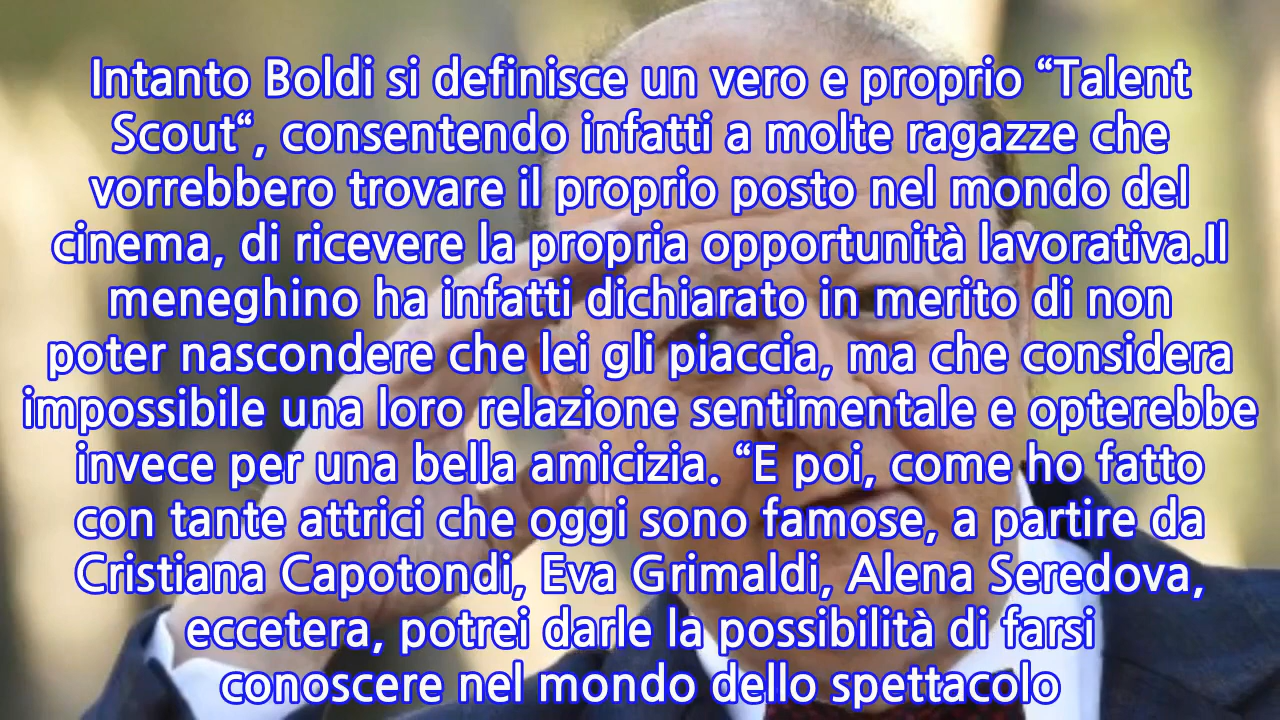 Intanto Boldi si definisce un vero e proprio “Talent
Scout“, consentendo infatti a molte ragazze che
vorrebbero trovare il proprio posto nel mondo del
cinema, di ricevere la propria opportunità lavorativa.Il
meneghino ha infatti dichiarato in merito di non
poter nascondere che lei gli piaccia, ma che considera
impossibile una loro relazione sentimentale e opterebbe
invece per una bella amicizia. “E poi, come ho fatto
con tante attrici che oggi sono famose, a partire da
Cristiana Capotondi, Eva Grimaldi, Alena Seredova,
eccetera, potrei darle la possibilità di farsi
conoscere nel mondo dello spettacolo